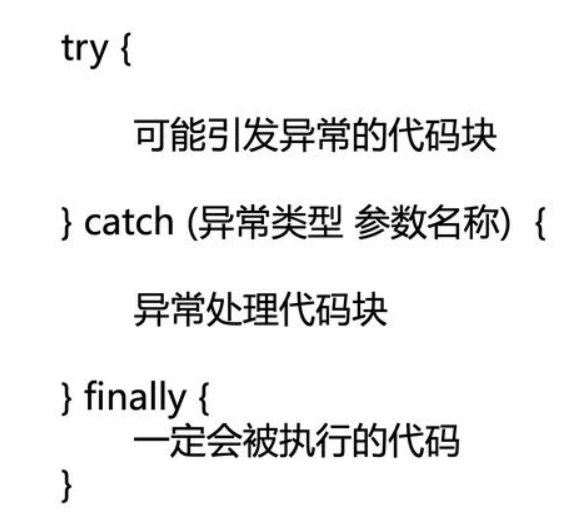 try {
可能引发异常的代码块
} catch (异常类型 参数名称) {
异常处理代码块
} finally {
一定会被执行的代码
}